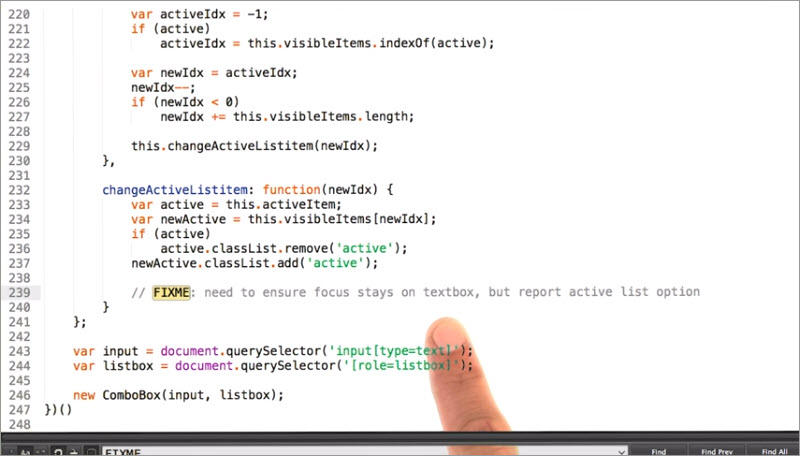 220 var activeIdx = -1;
221 if (active)
222 activeIdx = this.visibleItems.indexOf(active);
223
224 var newIdx = activeIdx;
225 newIdx--;
226 if (newIdx < 0)
227 newIdx += this.visibleItems.length;
228
229 this.changeActiveListitem(newIdx);
230 },
231
232 changeActiveListitem: function(newIdx) {
233 var active = this.activeItem;
234 var newActive = this.visibleItems[newIdx];
235 if (active)
236 active.classList.remove('active');
237 newActive.classList.add('active');
238
239 // FIXME: need to ensure focus stays on textbox, but report active list option
240 }
241 };
242
243 var input = document.querySelector('input[type=text]');
244 var listbox = document.querySelector('[role=listbox]');
245
246 new ComboBox(input, listbox);
247 })()
248
FIXME Find Find Prev Find All